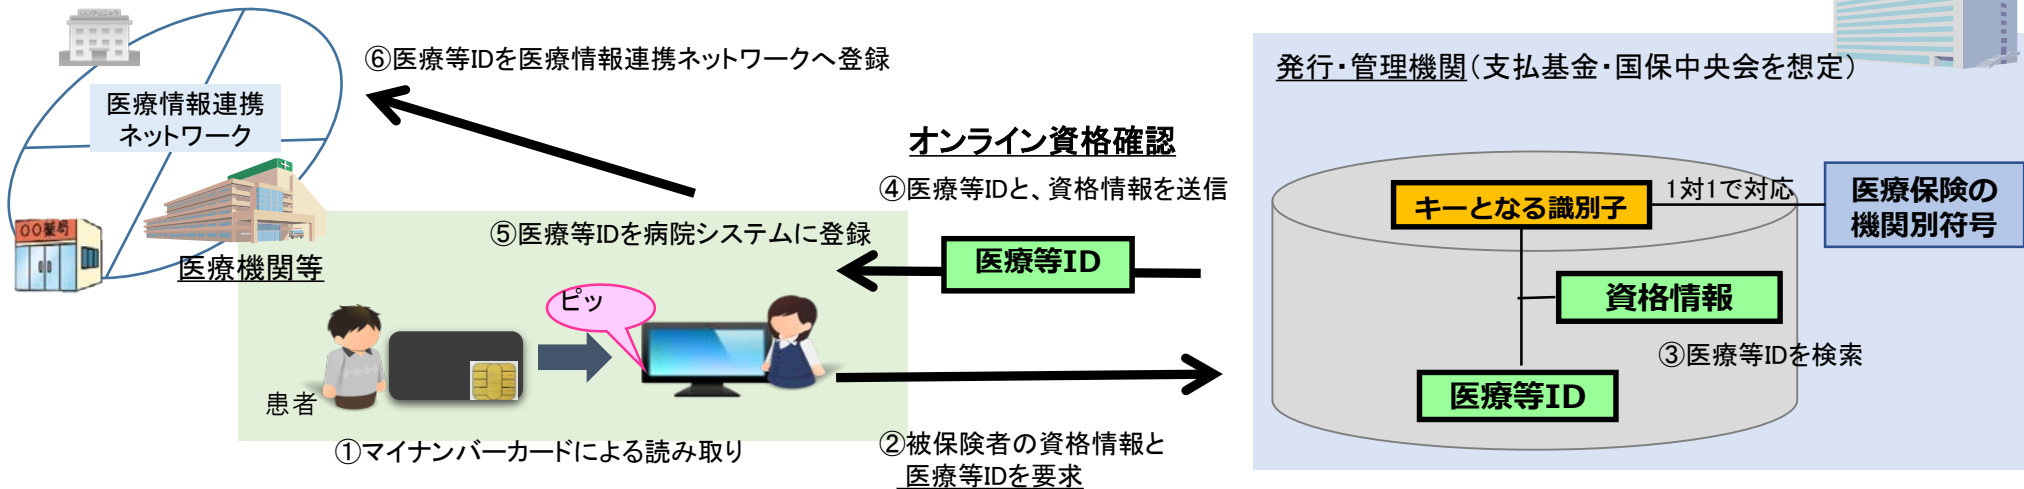 ⑥医療等IDを医療情報連携ネットワークへ登録
医療情報連携
ネットワーク
○○薬局
医療機関等
⑤医療等IDを病院システムに登録
ピッ
患者
①マイナンバーカードによる読み取り
オンライン資格確認
④医療等IDと、資格情報を送信
医療等ID
②被保険者の資格情報と
医療等IDを要求
発行・管理機関(支払基金・国保中央会を想定)
キーとなる識別子
1対1で対応
医療保険の
機関別符号
資格情報
③医療等IDを検索
医療等ID